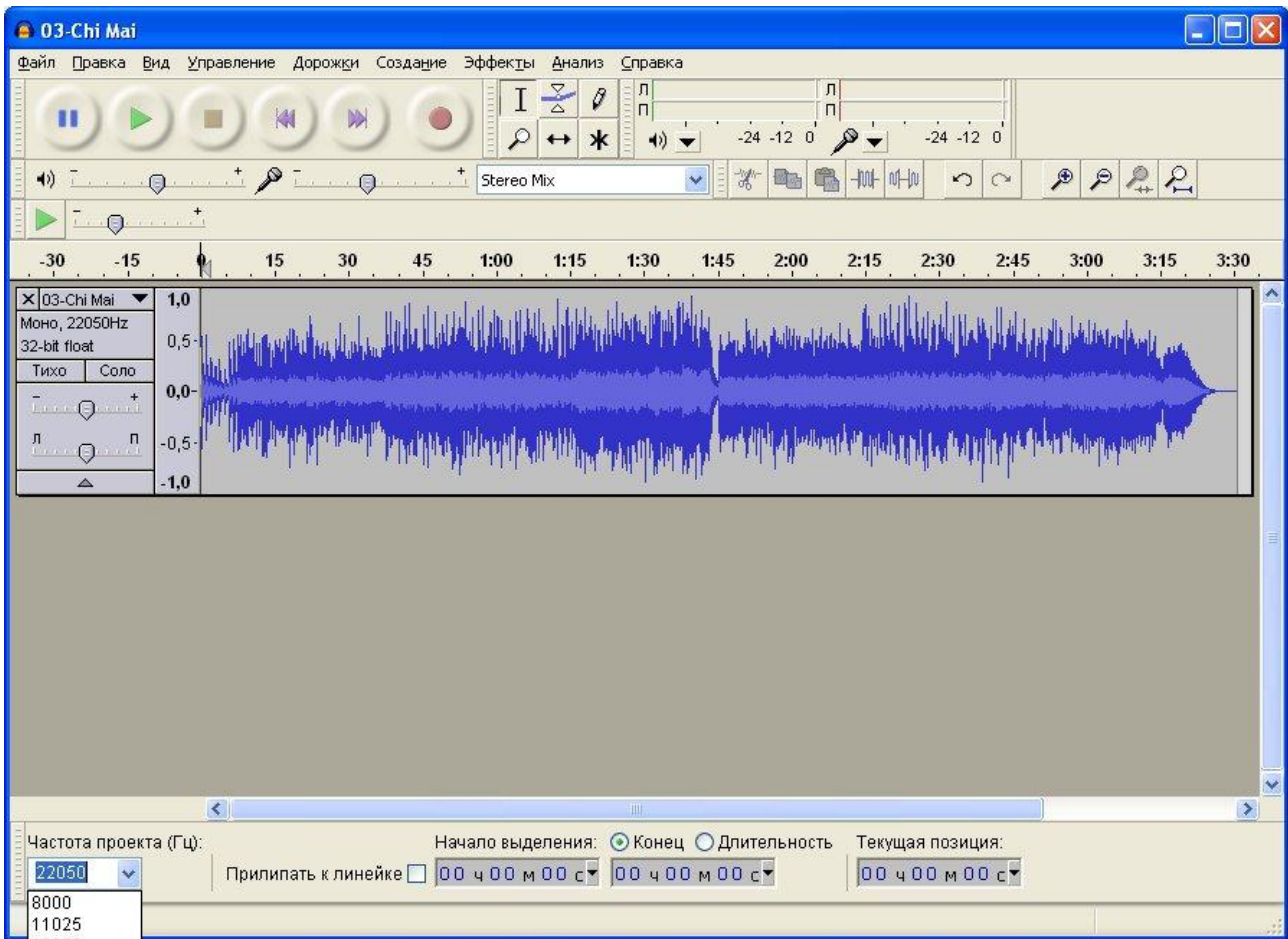 03-Chi Mai
Файл Правка Вид Управление Дорожки Создание Эффекты Анализ Справка
Л Л
П П
-24 -12 0 -24 -12 0
- + - + Stereo Mix
- +
-30 -15 0 15 30 45 1:00 1:15 1:30 1:45 2:00 2:15 2:30 2:45 3:00 3:15 3:30
X 03-Chi Mai 1,0
Моно, 22050Hz
32-bit float 0,5
Тихо Соло
- + 0,0
Л П -0,5
-1,0
Частота проекта (Гц): Начало выделения: Конец Длительность Текущая позиция:
22050 Прилипать к линейке 00 ч 00 м 00 с 00 ч 00 м 00 с 00 ч 00 м 00 с
8000
11025